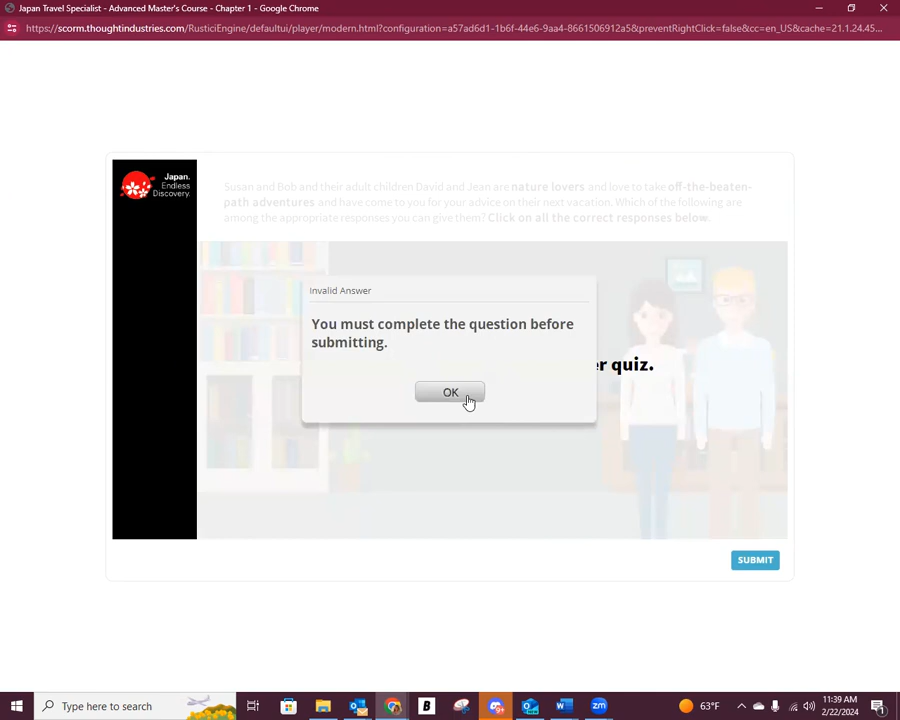 Japan Travel Specialist - Advanced Master's Course - Chapter 1 - Google Chrome
https://scorm.thoughtindustries.com/RusticiEngine/defaultui/player/modern.html?configuration=a57ad6d1-1b6f-44e6-9aa4-8661506912a5&preventRightClick=false&cc=en_US&cache=21.1.24.45...
Japan.
Endless
Discovery.
Susan and Bob and their adult children David and Jean are nature lovers and love to take off-the-beaten-
path adventures and have come to you for your advice on their next vacation. Which of the following are
among the appropriate responses you can give them? Click on all the correct responses below.
Invalid Answer
You must complete the question before
submitting.
er quiz.
OK
SUBMIT
Type here to search
63°F
11:39 AM
2/22/2024